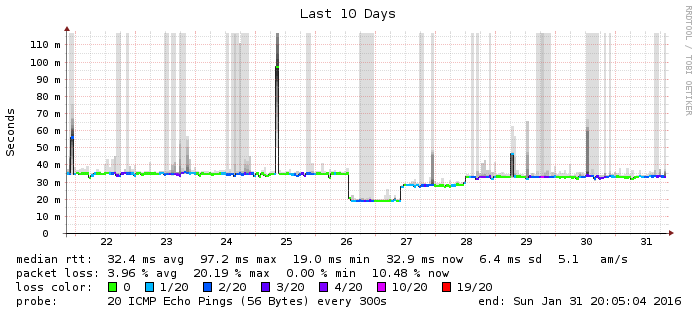 Last 10 Days
RRDTOOL / TOBI OETIKER
Seconds
110 m
100 m
90 m
80 m
70 m
60 m
50 m
40 m
30 m
20 m
10 m
0
22 23 24 25 26 27 28 29 30 31
median rtt: 32.4 ms avg 97.2 ms max 19.0 ms min 32.9 ms now 6.4 ms sd 5.1 am/s
packet loss: 3.96 % avg 20.19 % max 0.00 % min 10.48 % now
loss color: 0 1/20 2/20 3/20 4/20 10/20 19/20
probe: 20 ICMP Echo Pings (56 Bytes) every 300s end: Sun Jan 31 20:05:04 2016